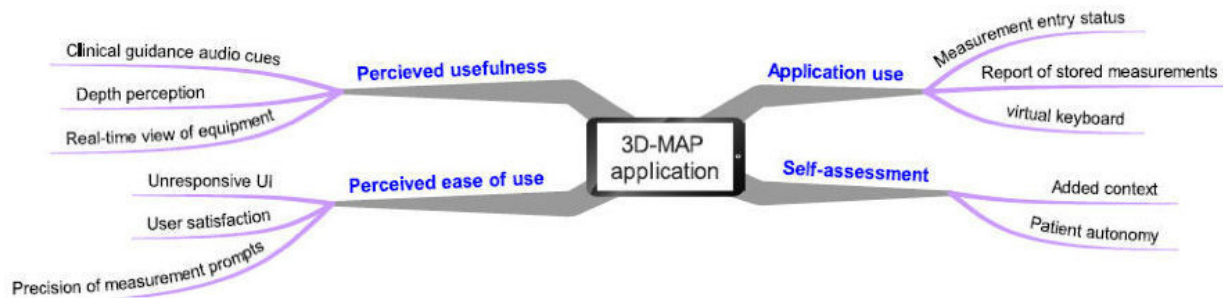 Clinical guidance audio cues
Depth perception
Real-time view of equipment
Percieved usefulness
Unresponsive UI
User satisfaction
Precision of measurement prompts
Perceived ease of use
3D-MAP
application
Application use
Measurement entry status
Report of stored measurements
virtual keyboard
Self-assessment
Added context
Patient autonomy